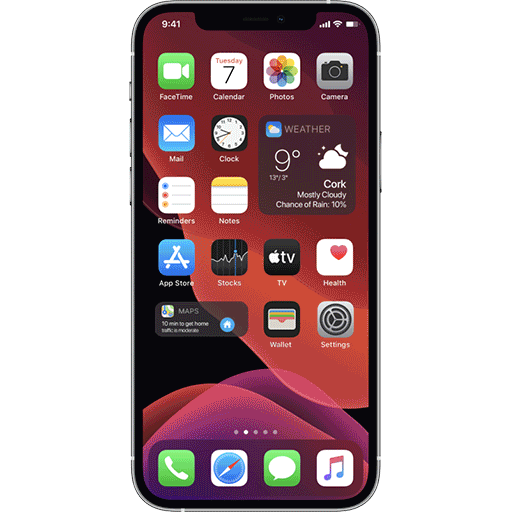 9:41
Tuesday
7
FaceTime
Calendar
Photos
Camera
WEATHER
9°
13°/ 3°
Cork
Mostly Cloudy
Chance of Rain: 10%
Mail
Clock
Reminders
Notes
tv
App Store
Stocks
TV
Health
MAPS
10 min to get home
traffic is moderate
Wallet
Settings